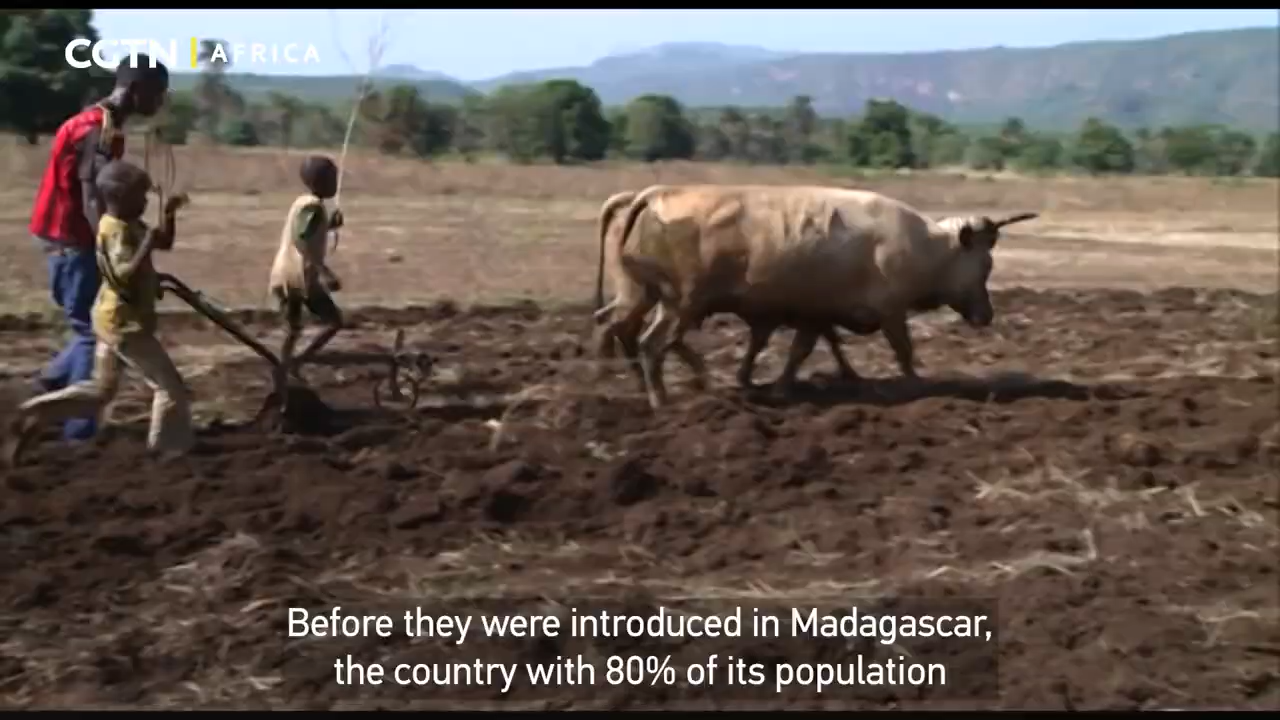 CGTN AFRICA
Before they were introduced in Madagascar,
the country with 80% of its population